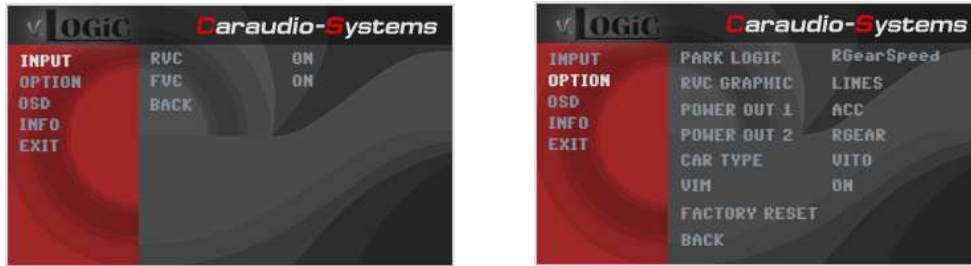 v.LOGiC Caraudio-Systems
INPUT RVC ON
OPTION FVC ON
OSD BACK
INFO
EXIT
v.LOGiC Caraudio-Systems
INPUT PARK LOGIC RGearSpeed
OPTION RVC GRAPHIC LINES
OSD POWER OUT 1 ACC
INFO POWER OUT 2 RGEAR
EXIT CAR TYPE VITO
VIM ON
FACTORY RESET
BACK